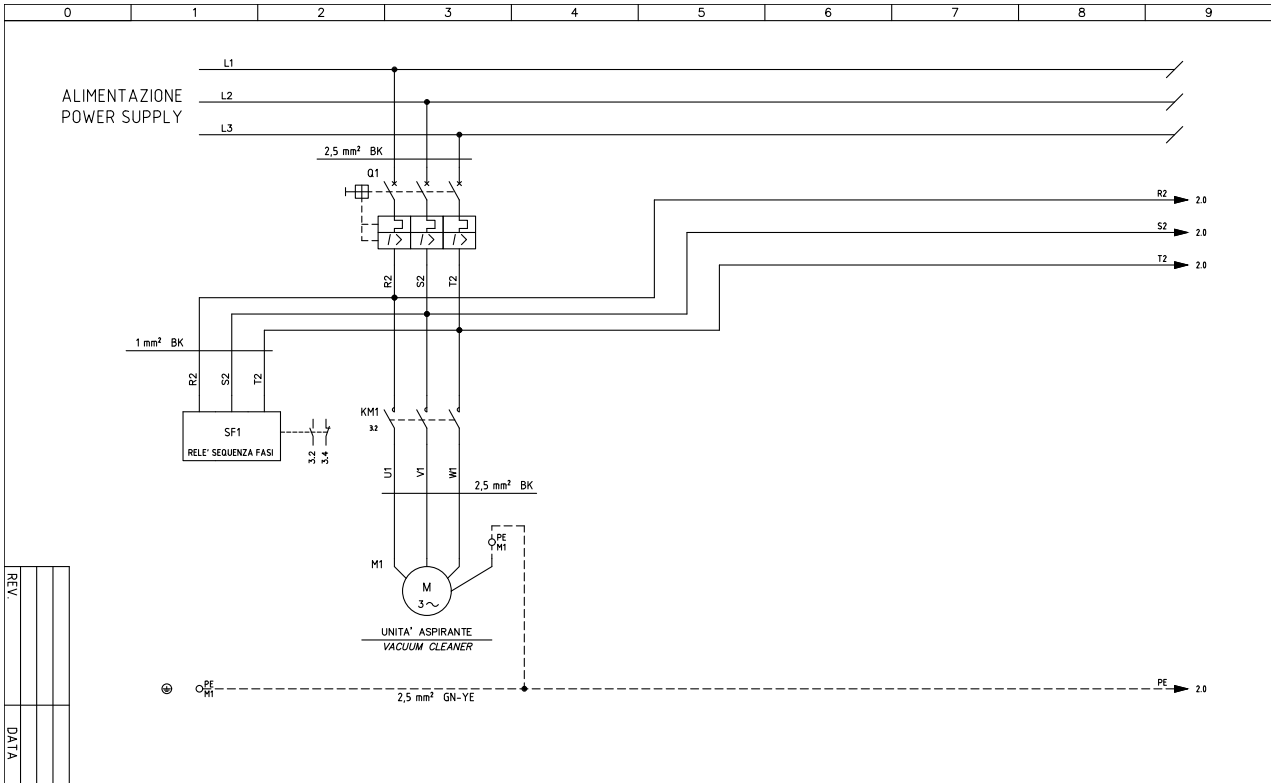 0 1 2 3 4 5 6 7 8 9
L1
ALIMENTAZIONE
L2
POWER SUPPLY
L3
2,5 mm² BK
Q1
R2 2.0
S2 2.0
T2 2.0
R2 S2 T2
1 mm² BK
R2 S2 T2
KM1
3.2
SF1
RELE' SEQUENZA FASI
3.2 3.4
U1 V1 W1
2,5 mm² BK
PE
M1
M1
M
3~
UNITA' ASPIRANTE
VACUUM CLEANER
REV.
PE
M1
2,5 mm² GN-YE
PE 2.0
DATA